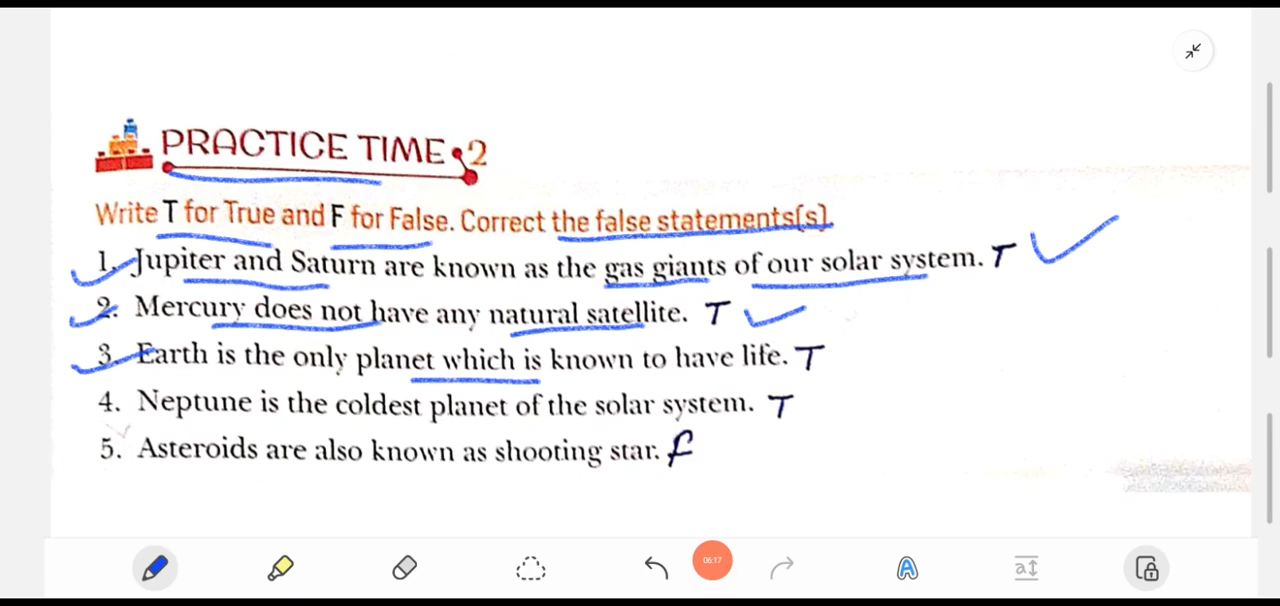 PRACTICE TIME 2
Write T for True and F for False. Correct the false statements(s).
1. Jupiter and Saturn are known as the gas giants of our solar system. T
2. Mercury does not have any natural satellite. T
3. Earth is the only planet which is known to have life. T
4. Neptune is the coldest planet of the solar system. T
5. Asteroids are also known as shooting star. F
06:17
A
a